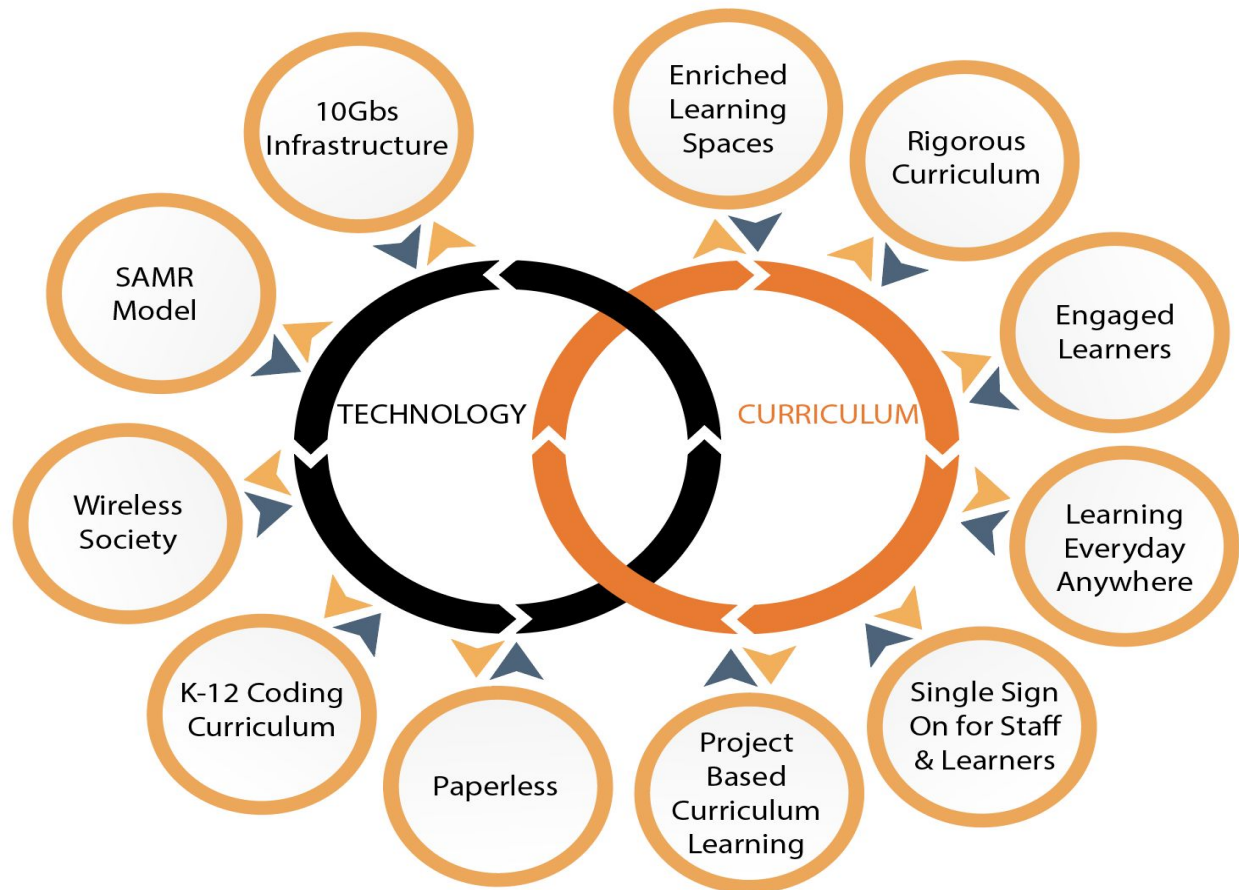 10Gbs
Infrastructure
Enriched
Learning
Spaces
Rigorous
Curriculum
SAMR
Model
Engaged
Learners
TECHNOLOGY
CURRICULUM
Wireless
Society
Learning
Everyday
Anywhere
K-12 Coding
Curriculum
Paperless
Project
Based
Curriculum
Learning
Single Sign
On for Staff
& Learners